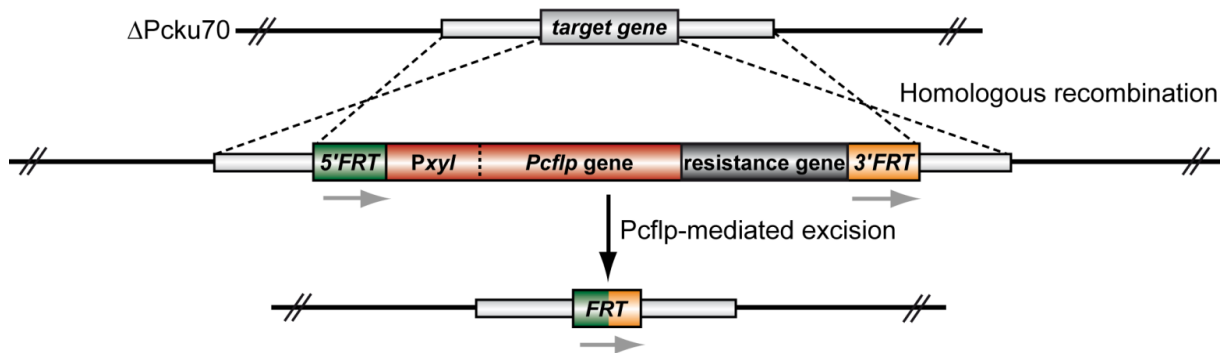 ΔPcku70
target gene
Homologous recombination
5'FRT
Pxyl
Pcflp gene
resistance gene
3'FRT
Pcflp-mediated excision
FRT